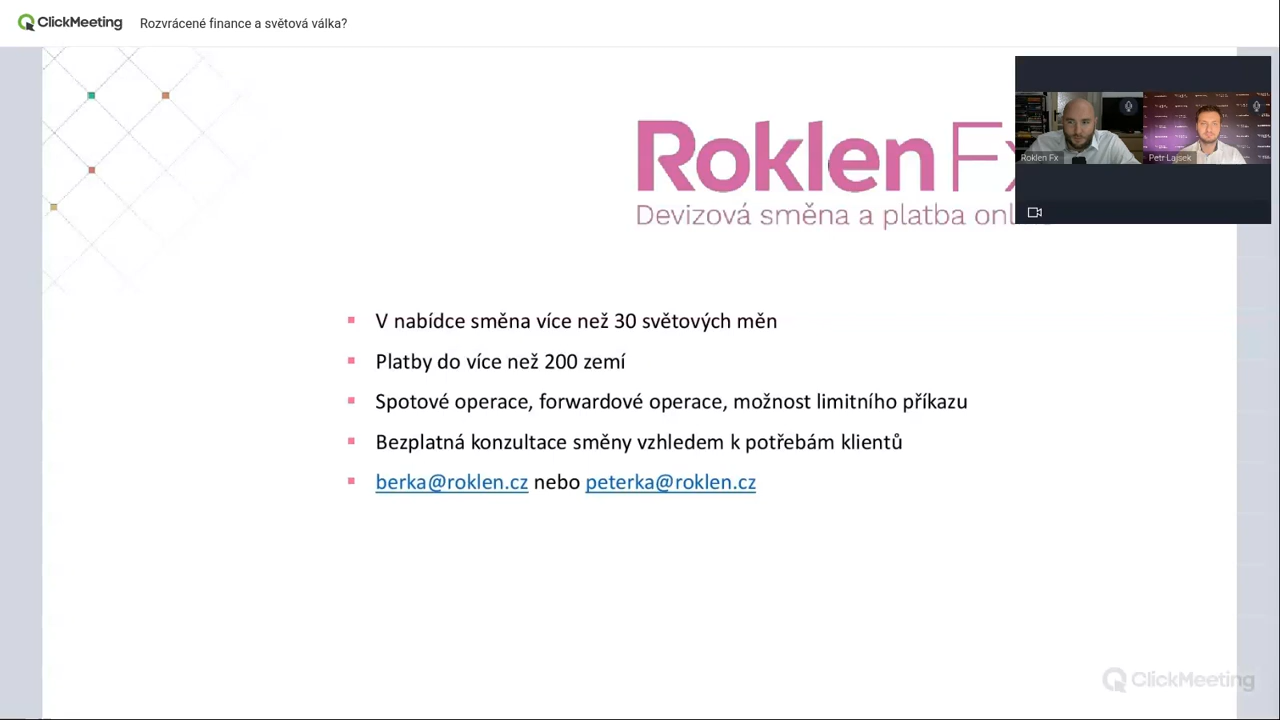 ClickMeeting Rozvrácené finance a světová válka?
Roklen F
Devizová směna a platba onl
Roklen Fx
Petr Lajsek
V nabídce směna více než 30 světových měn
Platby do více než 200 zemí
Spotové operace, forwardové operace, možnost limitního příkazu
Bezplatná konzultace směny vzhledem k potřebám klientů
berka@roklen.cz nebo peterka@roklen.cz
ClickMeeting